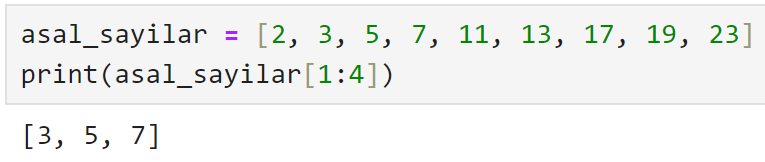 asal_sayilar = [2, 3, 5, 7, 11, 13, 17, 19, 23]
print(asal_sayilar[1:4])
[3, 5, 7]